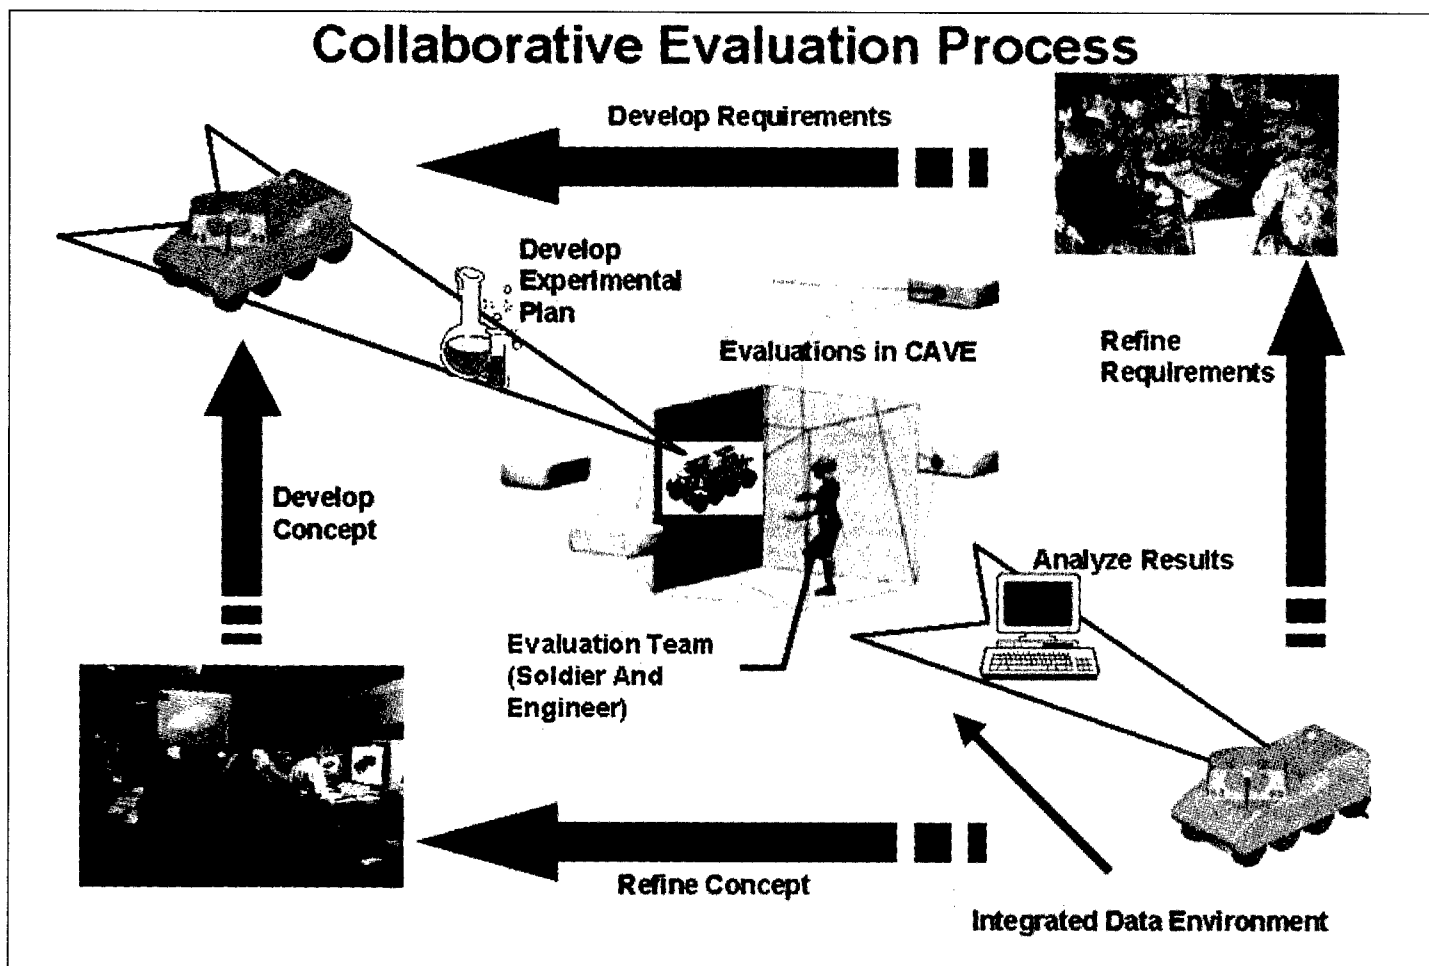 Collaborative Evaluation Process
Develop Requirements
Develop
Experimental
Plan
Evaluations in CAVE
Refine
Requirements
Develop
Concept
Analyze Results
Evaluation Team
(Soldier And
Engineer)
Refine Concept
Integrated Data Environment